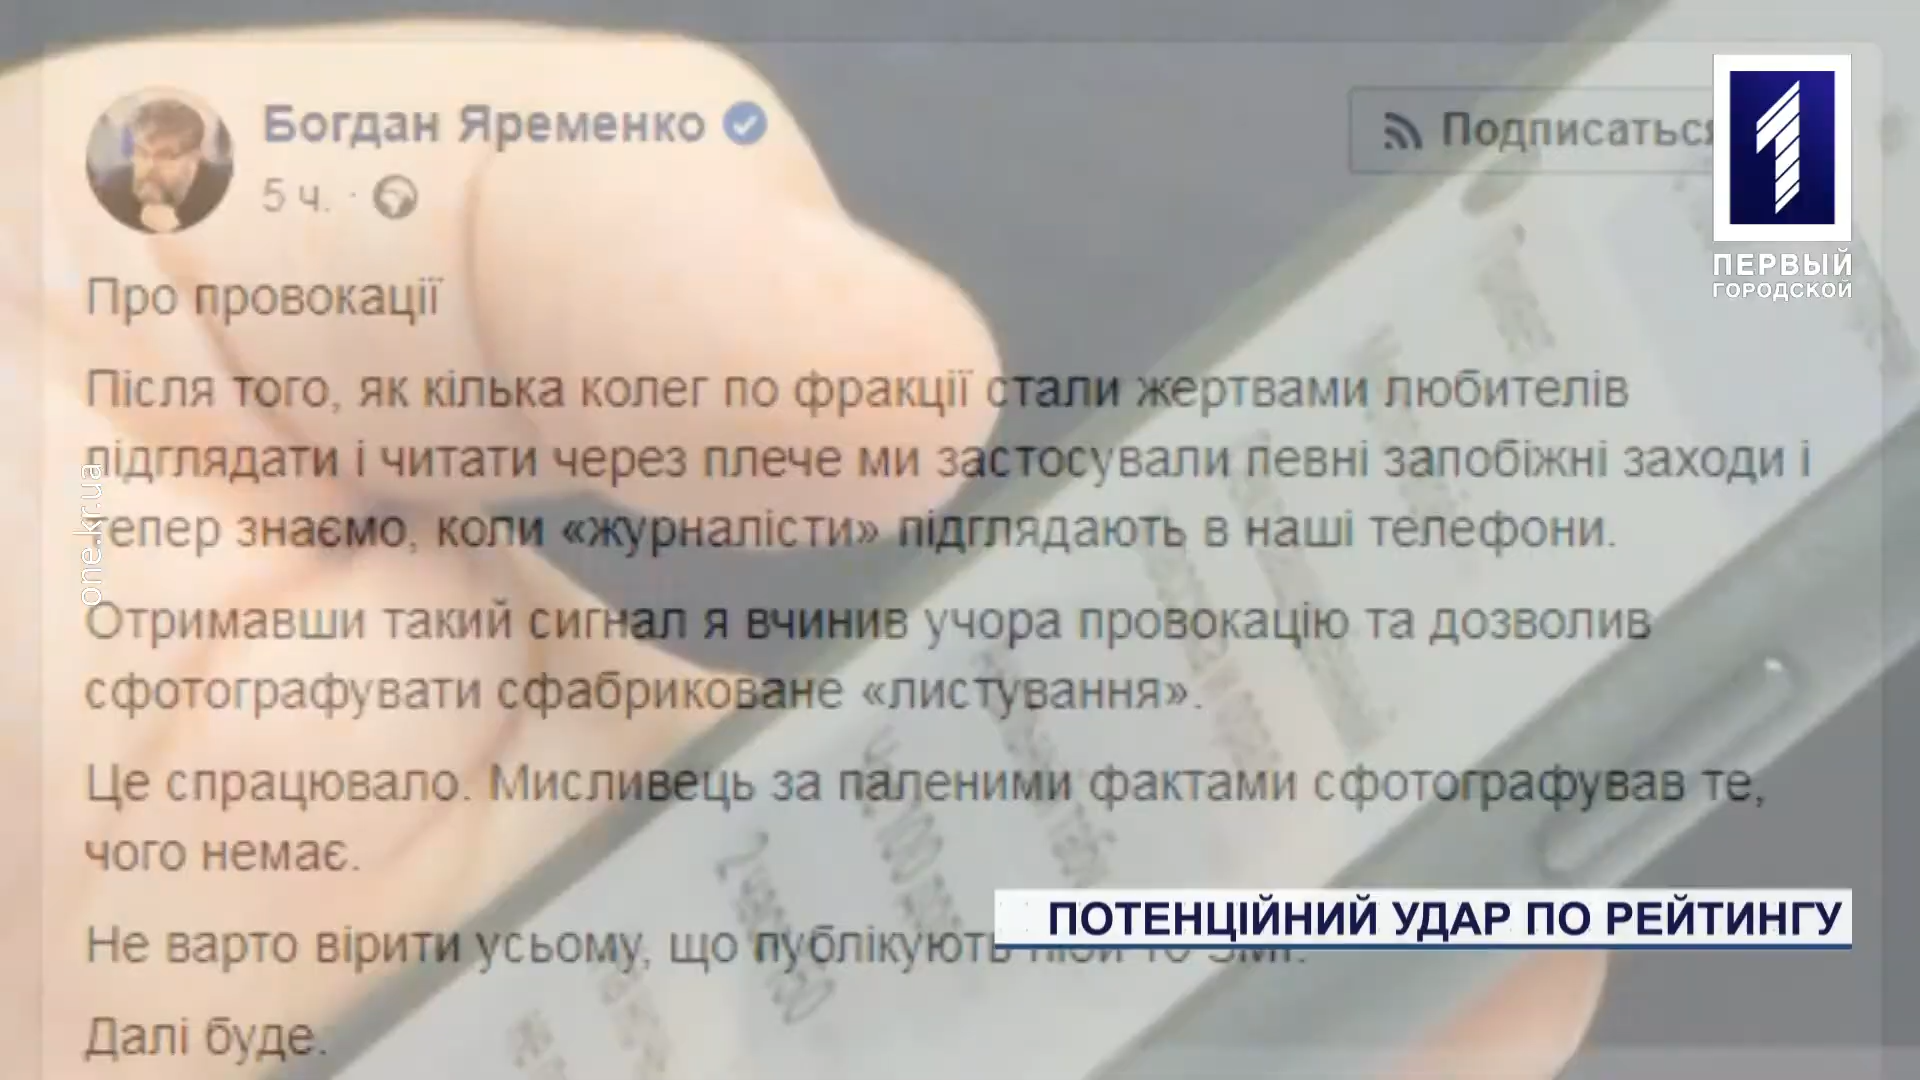 Богдан Яременко
5 ч.
Подписаться
ПЕРВЫЙ
ГОРОДСКОЙ
Про провокації
Після того, як кілька колег по фракції стали жертвами любителів
підглядати і читати через плече ми застосували певні запобіжні заходи і
тепер знаємо, коли «журналісти» підглядають в наші телефони.
one.kr.ua
Отримавши такий сигнал я вчинив учора провокацію та дозволив
сфотографувати сфабриковане «листування».
Це спрацювало. Мисливець за паленими фактами сфотографував те,
чого немає.
ПОТЕНЦІЙНИЙ УДАР ПО РЕЙТИНГУ
Не варто вірити усьому, що публікують
Далі буде.